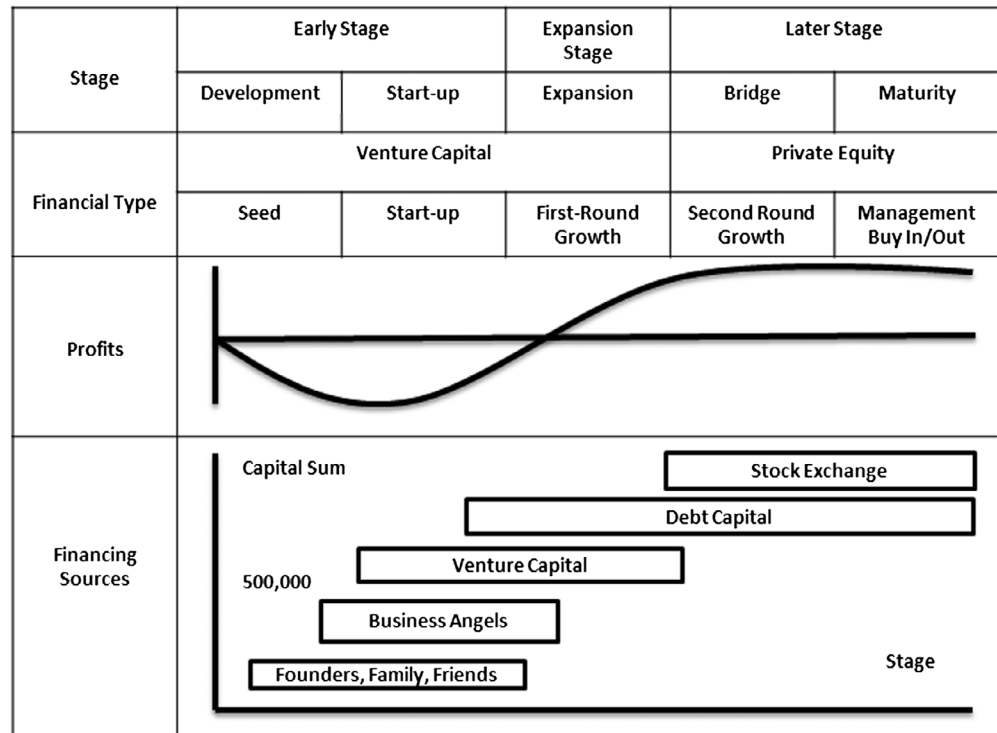 Stage
Early Stage
Expansion
Stage
Later Stage
Development
Start-up
Expansion
Bridge
Maturity
Financial Type
Venture Capital
Private Equity
Seed
Start-up
First-Round
Growth
Second Round
Growth
Management
Buy In/Out
Profits
Financing
Sources
Capital Sum
Stock Exchange
Debt Capital
Venture Capital
500,000
Business Angels
Founders, Family, Friends
Stage